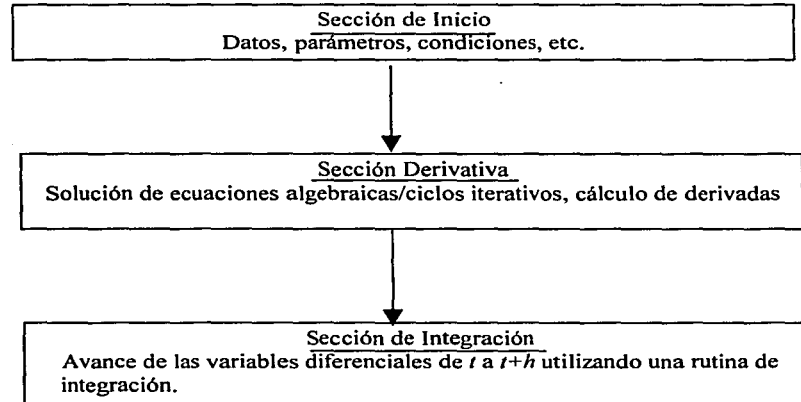 Sección de Inicio
Datos, parámetros, condiciones, etc.
Sección Derivativa
Solución de ecuaciones algebraicas/ciclos iterativos, cálculo de derivadas
Sección de Integración
Avance de las variables diferenciales de t a t+h utilizando una rutina de
integración.